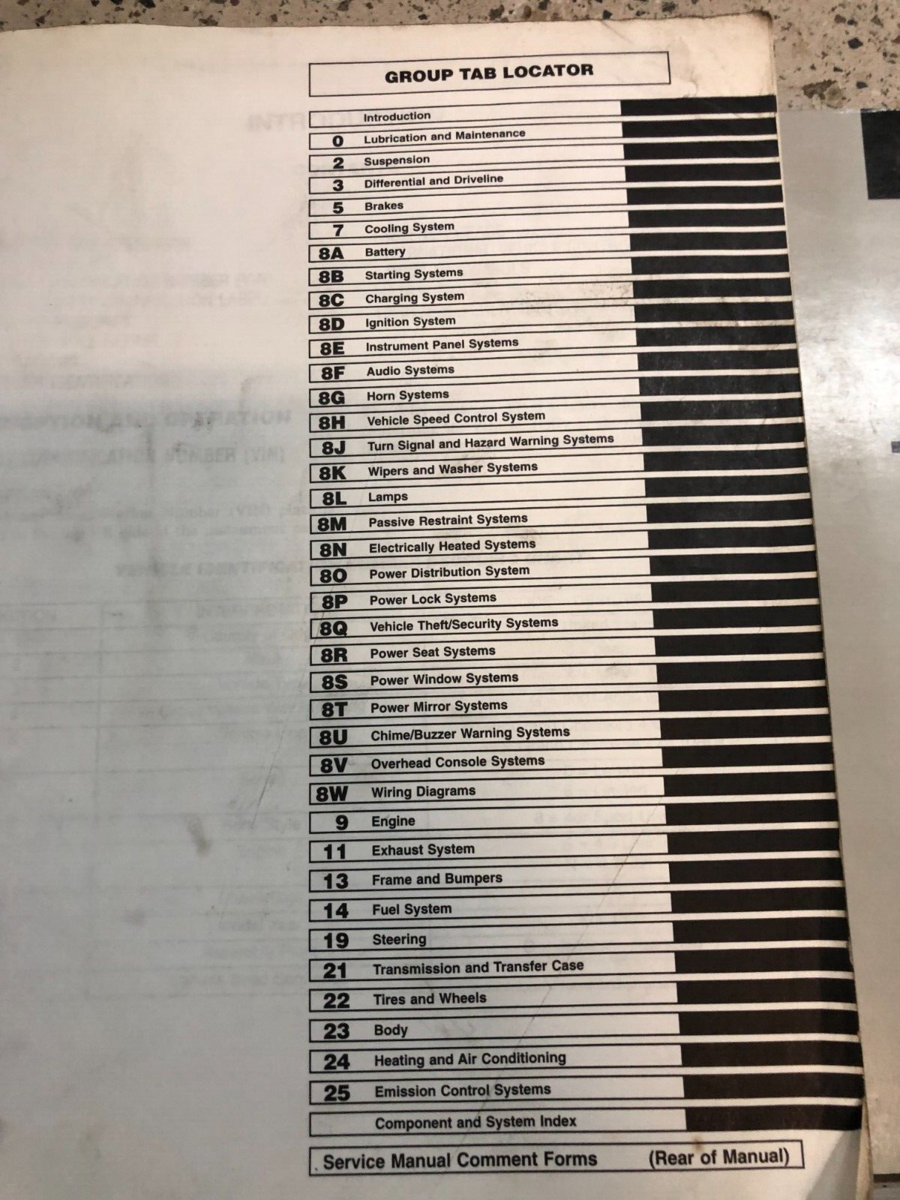 GROUP TAB LOCATOR
Introduction
0 Lubrication and Maintenance
2 Suspension
3 Differential and Driveline
5 Brakes
7 Cooling System
8A Battery
8B Starting Systems
8C Charging System
8D Ignition System
8E Instrument Panel Systems
8F Audio Systems
8G Horn Systems
8H Vehicle Speed Control System
8J Turn Signal and Hazard Warning Systems
8K Wipers and Washer Systems
8L Lamps
8M Passive Restraint Systems
8N Electrically Heated Systems
8O Power Distribution System
8P Power Lock Systems
8Q Vehicle Theft/Security Systems
8R Power Seat Systems
8S Power Window Systems
8T Power Mirror Systems
8U Chime/Buzzer Warning Systems
8V Overhead Console Systems
8W Wiring Diagrams
9 Engine
11 Exhaust System
13 Frame and Bumpers
14 Fuel System
19 Steering
21 Transmission and Transfer Case
22 Tires and Wheels
23 Body
24 Heating and Air Conditioning
25 Emission Control Systems
Component and System Index
Service Manual Comment Forms (Rear of Manual)